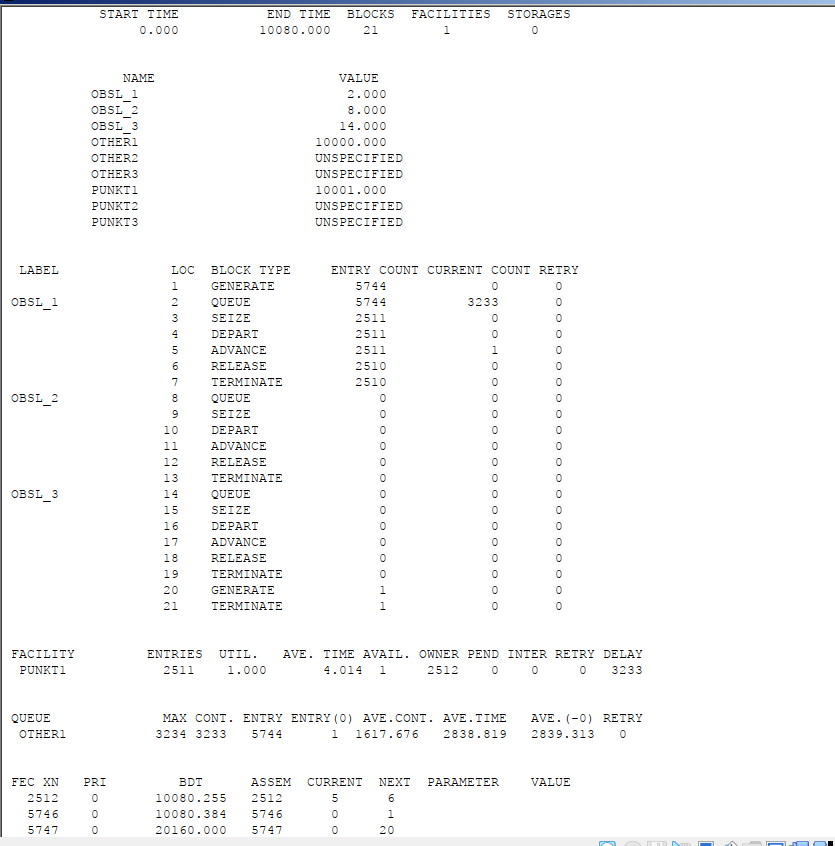 START TIME END TIME BLOCKS FACILITIES STORAGES
0.000 10080.000 21 1 0
NAME VALUE
OBSL_1 2.000
OBSL_2 8.000
OBSL_3 14.000
OTHER1 10000.000
OTHER2 UNSPECIFIED
OTHER3 UNSPECIFIED
PUNKT1 10001.000
PUNKT2 UNSPECIFIED
PUNKT3 UNSPECIFIED
LABEL LOC BLOCK TYPE ENTRY COUNT CURRENT COUNT RETRY
1 GENERATE 5744 0 0
OBSL_1 2 QUEUE 5744 3233 0
3 SEIZE 2511 0 0
4 DEPART 2511 0 0
5 ADVANCE 2511 1 0
6 RELEASE 2510 0 0
7 TERMINATE 2510 0 0
OBSL_2 8 QUEUE 0 0 0
9 SEIZE 0 0 0
10 DEPART 0 0 0
11 ADVANCE 0 0 0
12 RELEASE 0 0 0
13 TERMINATE 0 0 0
OBSL_3 14 QUEUE 0 0 0
15 SEIZE 0 0 0
16 DEPART 0 0 0
17 ADVANCE 0 0 0
18 RELEASE 0 0 0
19 TERMINATE 0 0 0
20 GENERATE 1 0 0
21 TERMINATE 1 0 0
FACILITY ENTRIES UTIL. AVE. TIME AVAIL. OWNER PEND INTER RETRY DELAY
PUNKT1 2511 1.000 4.014 1 2512 0 0 0 3233
QUEUE MAX CONT. ENTRY ENTRY(0) AVE.CONT. AVE.TIME AVE.(-0) RETRY
OTHER1 3234 3233 5744 1 1617.676 2838.819 2839.313 0
FEC XN PRI BDT ASSEM CURRENT NEXT PARAMETER VALUE
2512 0 10080.255 2512 5 6
5746 0 10080.384 5746 0 1
5747 0 20160.000 5747 0 20